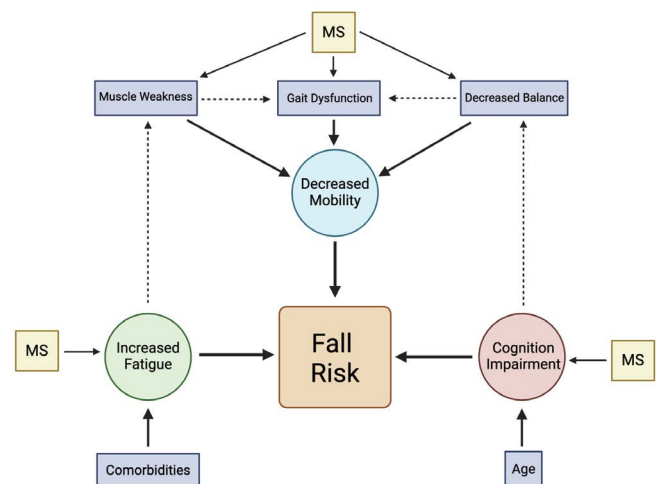 MS
Muscle Weakness
Gait Dysfunction
Decreased Balance
Decreased
Mobility
MS
Increased
Fatigue
Fall
Risk
Cognition
Impairment
MS
Comorbidities
Age